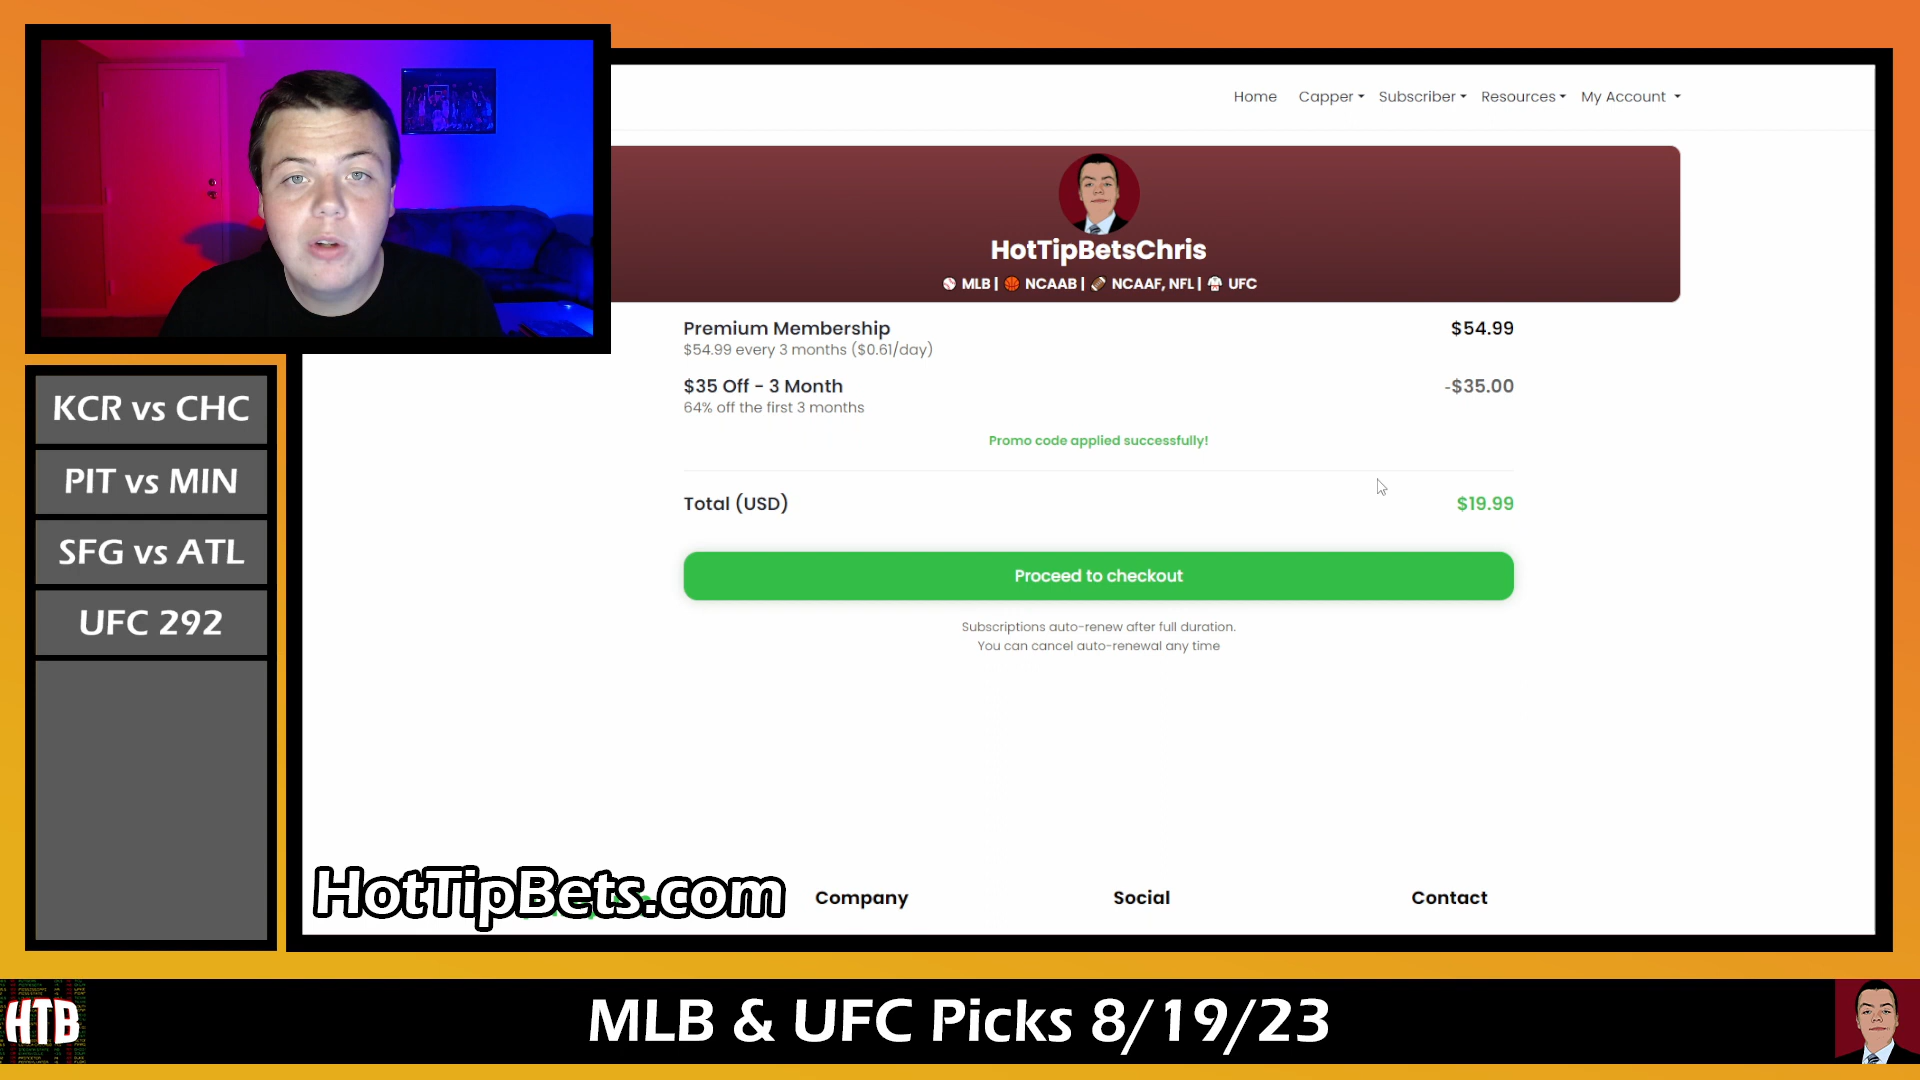 Home Capper Subscriber Resources My Account
HotTipBetsChris
MLB | NCAAB | NCAAF, NFL | UFC
Premium Membership $54.99
$54.99 every 3 months ($0.61/day)
$35 Off - 3 Month -$35.00
64% off the first 3 months
Promo code applied successfully!
Total (USD) $19.99
Proceed to checkout
Subscriptions auto-renew after full duration.
You can cancel auto-renewal any time
KCR vs CHC
PIT vs MIN
SFG vs ATL
UFC 292
HotTipBets.com
Company Social Contact
HTB
MLB & UFC Picks 8/19/23